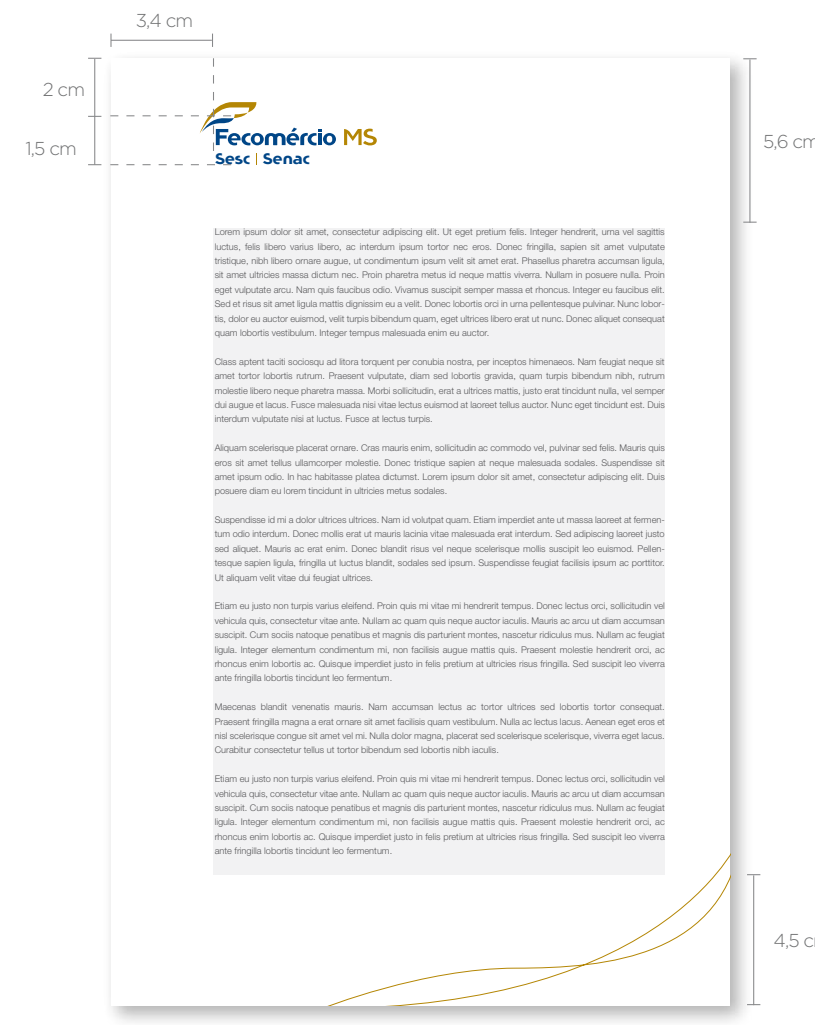 3,4 cm
2 cm
1,5 cm
5,6 cm
Fecomércio MS
Sesc | Senac
Lorem ipsum dolor sit amet, consectetur adipiscing elit. Ut eget pretium felis. Integer hendrerit, urna vel sagittis
luctus, felis libero varius libero, ac interdum ipsum tortor nec eros. Donec fringilla, sapien sit amet vulputate
tristique, nibh libero ornare augue, ut condimentum ipsum velit sit amet erat. Phasellus pharetra accumsan ligula,
sit amet ultricies massa dictum nec. Proin pharetra metus id neque mattis viverra. Nullam in posuere nulla. Proin
eget vulputate arcu. Nam quis faucibus odio. Vivamus suscipit semper massa et rhoncus. Integer eu faucibus elit.
Sed et risus sit amet ligula mattis dignissim eu a velit. Donec lobortis orci in urna pellentesque pulvinar. Nunc lobor-
tis, dolor eu auctor euismod, velit turpis bibendum quam, eget ultrices libero erat ut nunc. Donec aliquet consequat
quam lobortis vestibulum. Integer tempus malesuada enim eu auctor.
Class aptent taciti sociosqu ad litora torquent per conubia nostra, per inceptos himenaeos. Nam feugiat neque sit
amet tortor lobortis rutrum. Praesent vulputate, diam sed lobortis gravida, quam turpis bibendum nibh, rutrum
molestie libero neque pharetra massa. Morbi sollicitudin, erat a ultrices mattis, justo erat tincidunt nulla, vel semper
dui augue et lacus. Fusce malesuada nisi vitae lectus euismod at laoreet tellus auctor. Nunc eget tincidunt est. Duis
interdum vulputate nisi at luctus. Fusce at lectus turpis.
Aliquam scelerisque placerat ornare. Cras mauris enim, sollicitudin ac commodo vel, pulvinar sed felis. Mauris quis
eros sit amet tellus ullamcorper molestie. Donec tristique sapien at neque malesuada sodales. Suspendisse sit
amet ipsum odio. In hac habitasse platea dictumst. Lorem ipsum dolor sit amet, consectetur adipiscing elit. Duis
posuere diam eu lorem tincidunt in ultricies metus sodales.
Suspendisse id mi a dolor ultrices ultrices. Nam id volutpat quam. Etiam imperdiet ante ut massa laoreet at fermen-
tum odio interdum. Donec mollis erat ut mauris lacinia vitae malesuada erat interdum. Sed adipiscing laoreet justo
sed aliquet. Mauris ac erat enim. Donec blandit risus vel neque scelerisque mollis suscipit leo euismod. Pellen-
tesque sapien ligula, fringilla ut luctus blandit, sodales sed ipsum. Suspendisse feugiat facilisis ipsum ac porttitor.
Ut aliquam velit vitae dui feugiat ultrices.
Etiam eu justo non turpis varius eleifend. Proin quis mi vitae mi hendrerit tempus. Donec lectus orci, sollicitudin vel
vehicula quis, consectetur vitae ante. Nullam ac quam quis neque auctor iaculis. Mauris ac arcu ut diam accumsan
suscipit. Cum sociis natoque penatibus et magnis dis parturient montes, nascetur ridiculus mus. Nullam ac feugiat
ligula. Integer elementum condimentum mi, non facilisis augue mattis quis. Praesent molestie hendrerit orci, ac
rhoncus enim lobortis ac. Quisque imperdiet justo in felis pretium at ultricies risus fringilla. Sed suscipit leo viverra
ante fringilla lobortis tincidunt leo fermentum.
Maecenas blandit venenatis mauris. Nam accumsan lectus ac tortor ultrices sed lobortis tortor consequat.
Praesent fringilla magna a erat ornare sit amet facilisis quam vestibulum. Nulla ac lectus lacus. Aenean eget eros et
nisl scelerisque congue sit amet vel mi. Nulla dolor magna, placerat sed scelerisque scelerisque, viverra eget lacus.
Curabitur consectetur tellus ut tortor bibendum sed lobortis nibh iaculis.
Etiam eu justo non turpis varius eleifend. Proin quis mi vitae mi hendrerit tempus. Donec lectus orci, sollicitudin vel
vehicula quis, consectetur vitae ante. Nullam ac quam quis neque auctor iaculis. Mauris ac arcu ut diam accumsan
suscipit. Cum sociis natoque penatibus et magnis dis parturient montes, nascetur ridiculus mus. Nullam ac feugiat
ligula. Integer elementum condimentum mi, non facilisis augue mattis quis. Praesent molestie hendrerit orci, ac
rhoncus enim lobortis ac. Quisque imperdiet justo in felis pretium at ultricies risus fringilla. Sed suscipit leo viverra
ante fringilla lobortis tincidunt leo fermentum.
4,5 c